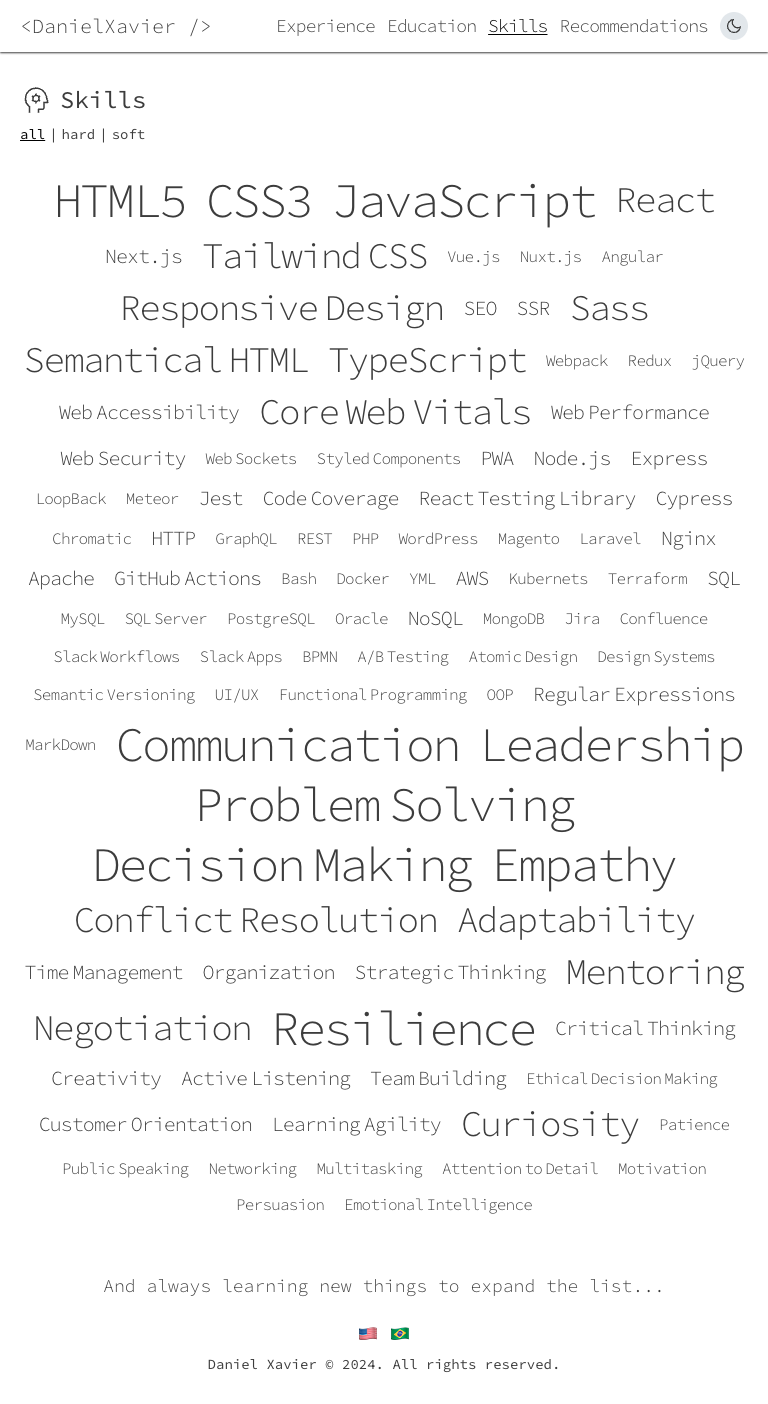 <DanielXavier /> Experience Education Skills Recommendations
Skills
all | hard | soft
HTML5 CSS3 JavaScript React
Next.js Tailwind CSS Vue.js Nuxt.js Angular
Responsive Design SEO SSR Sass
Semantical HTML TypeScript Webpack Redux jQuery
Web Accessibility Core Web Vitals Web Performance
Web Security Web Sockets Styled Components PWA Node.js Express
LoopBack Meteor Jest Code Coverage React Testing Library Cypress
Chromatic HTTP GraphQL REST PHP WordPress Magento Laravel Nginx
Apache GitHub Actions Bash Docker YML AWS Kubernets Terraform SQL
MySQL SQL Server PostgreSQL Oracle NoSQL MongoDB Jira Confluence
Slack Workflows Slack Apps BPMN A/B Testing Atomic Design Design Systems
Semantic Versioning UI/UX Functional Programming OOP Regular Expressions
MarkDown Communication Leadership
Problem Solving
Decision Making Empathy
Conflict Resolution Adaptability
Time Management Organization Strategic Thinking Mentoring
Negotiation Resilience Critical Thinking
Creativity Active Listening Team Building Ethical Decision Making
Customer Orientation Learning Agility Curiosity Patience
Public Speaking Networking Multitasking Attention to Detail Motivation
Persuasion Emotional Intelligence
And always learning new things to expand the list...
Daniel Xavier © 2024. All rights reserved.